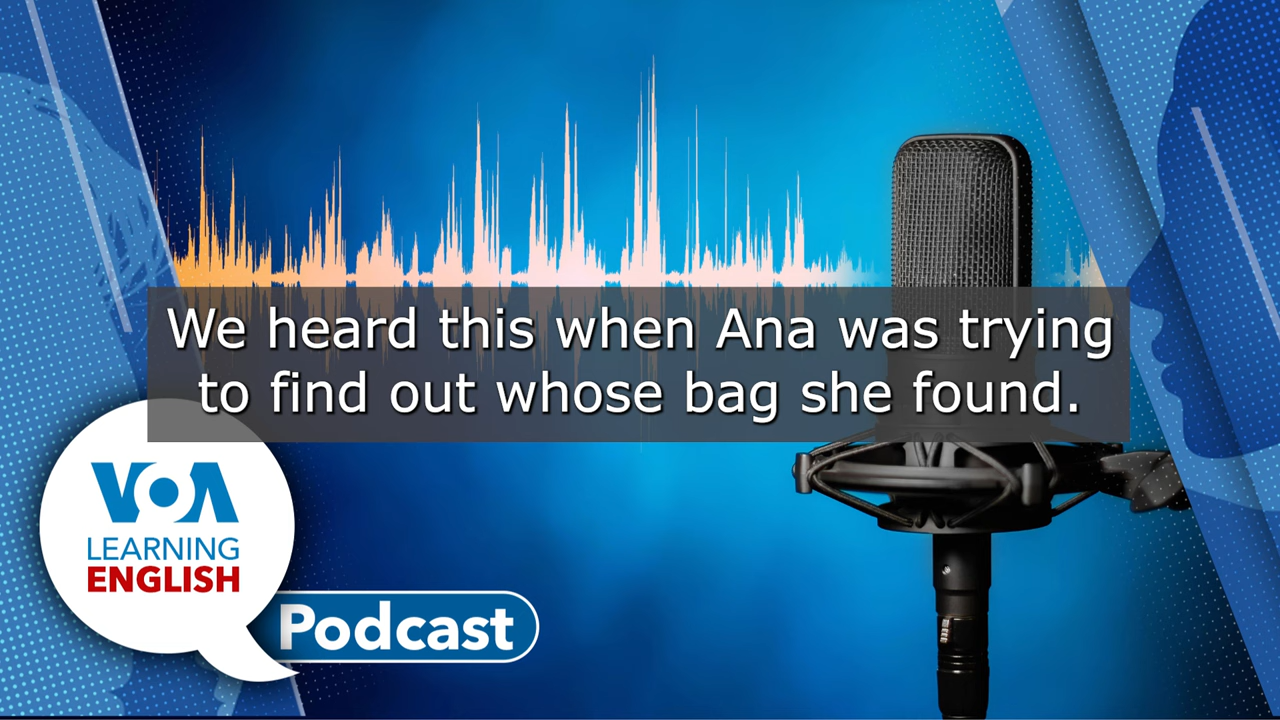 We heard this when Ana was trying
to find out whose bag she found.
VOA
LEARNING
ENGLISH
Podcast